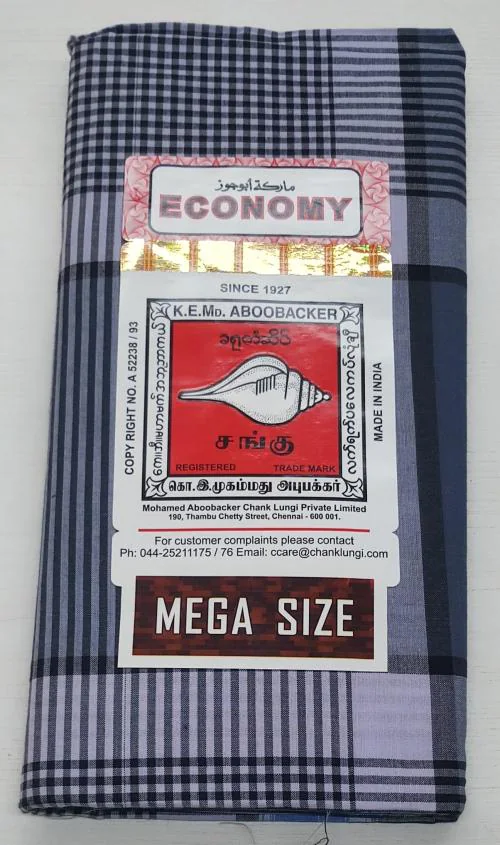 ماركة أبو جوز
ECONOMY
SINCE 1927
K.E.MD. ABOOBACKER
COPY RIGHT NO. A 52238 / 93
MADE IN INDIA
சங்கு
REGISTERED TRADE MARK
கொ.இ.முகம்மது அபுபக்கர்
Mohamed Aboobacker Chank Lungi Private Limited
190, Thambu Chetty Street, Chennai - 600 001.
For customer complaints please contact
Ph: 044-25211175 / 76 Email: ccare@chanklungi.com
MEGA SIZE